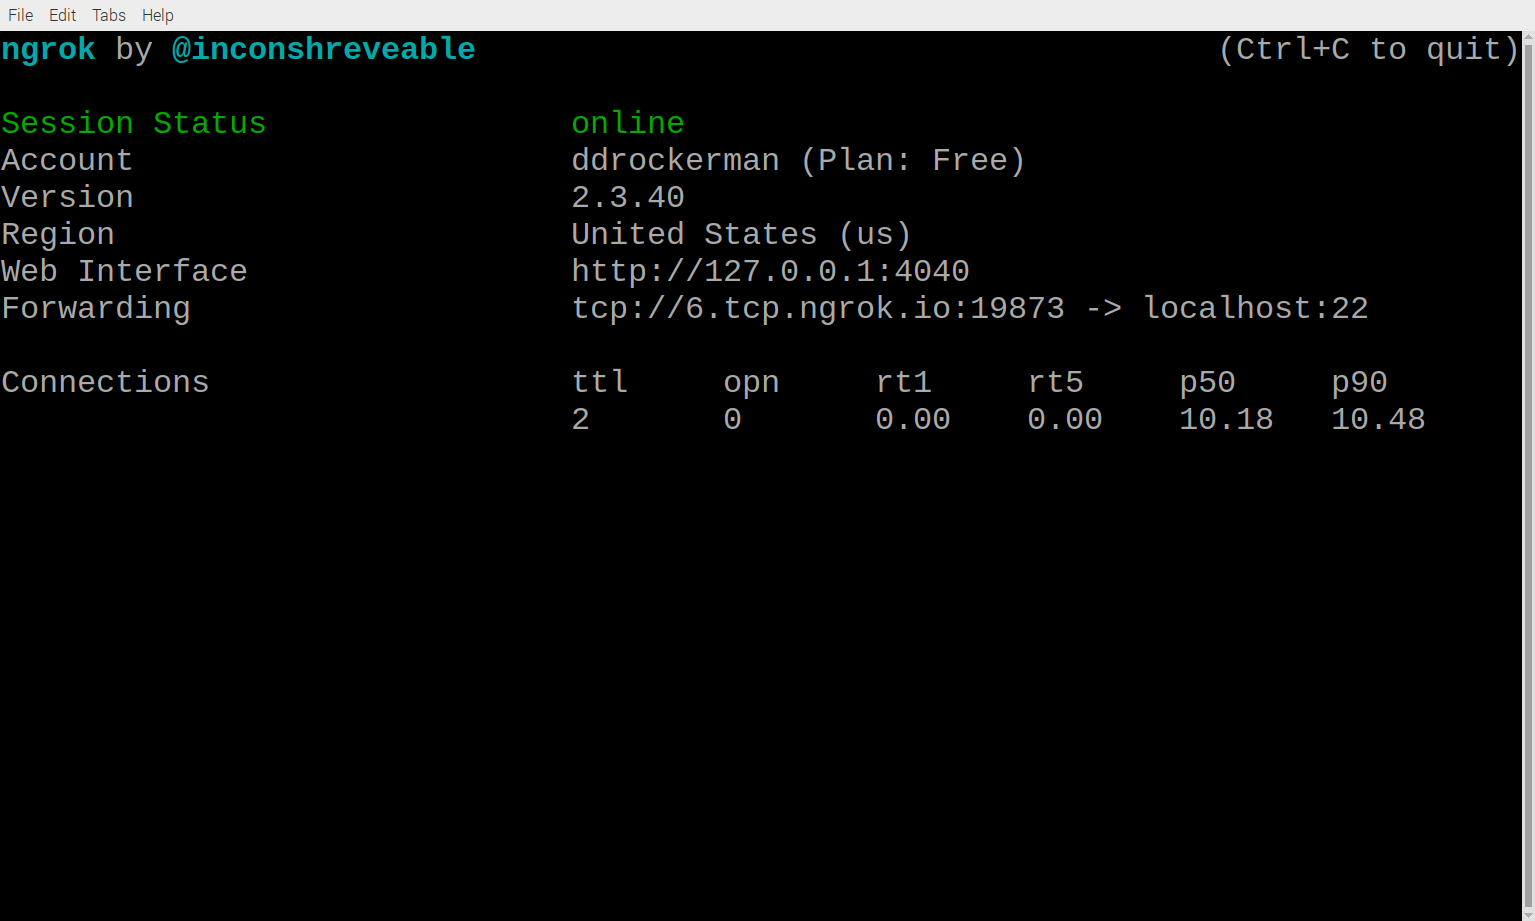 File Edit Tabs Help
ngrok by @inconshreveable (Ctrl+C to quit)
Session Status online
Account ddrockerman (Plan: Free)
Version 2.3.40
Region United States (us)
Web Interface http://127.0.0.1:4040
Forwarding tcp://6.tcp.ngrok.io:19873 -> localhost:22
Connections ttl opn rt1 rt5 p50 p90
2 0 0.00 0.00 10.18 10.48